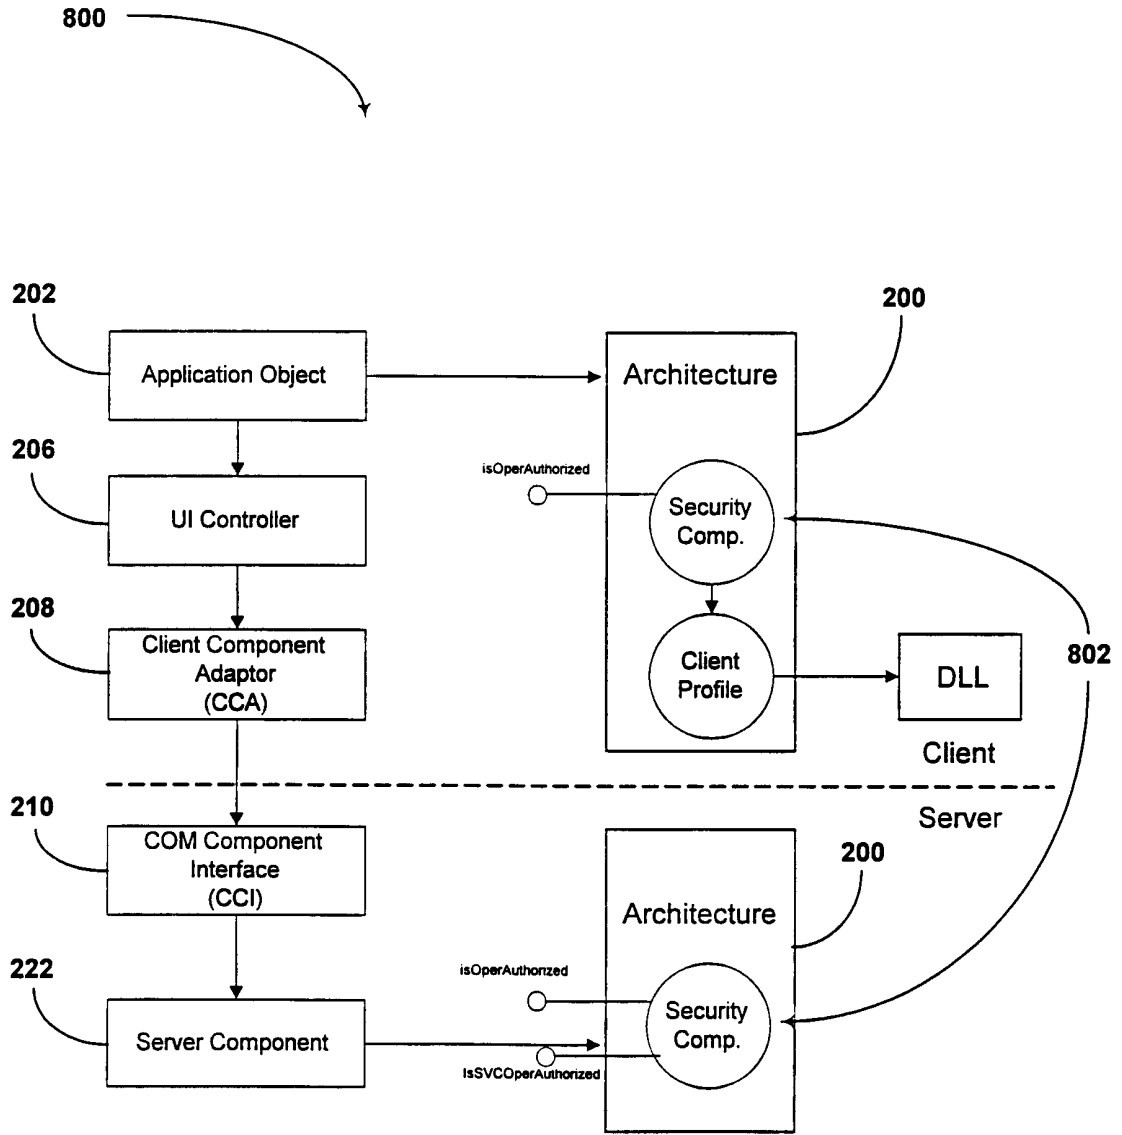 800
202
200
Application Object
Architecture
206
isOperAuthorized
UI Controller
Security
Comp.
208
Client Component
Adaptor
(CCA)
Client
Profile
DLL
802
Client
Server
210
COM Component
Interface
(CCI)
200
Architecture
222
isOperAuthorized
Server Component
Security
Comp.
IsSVCOperAuthorized